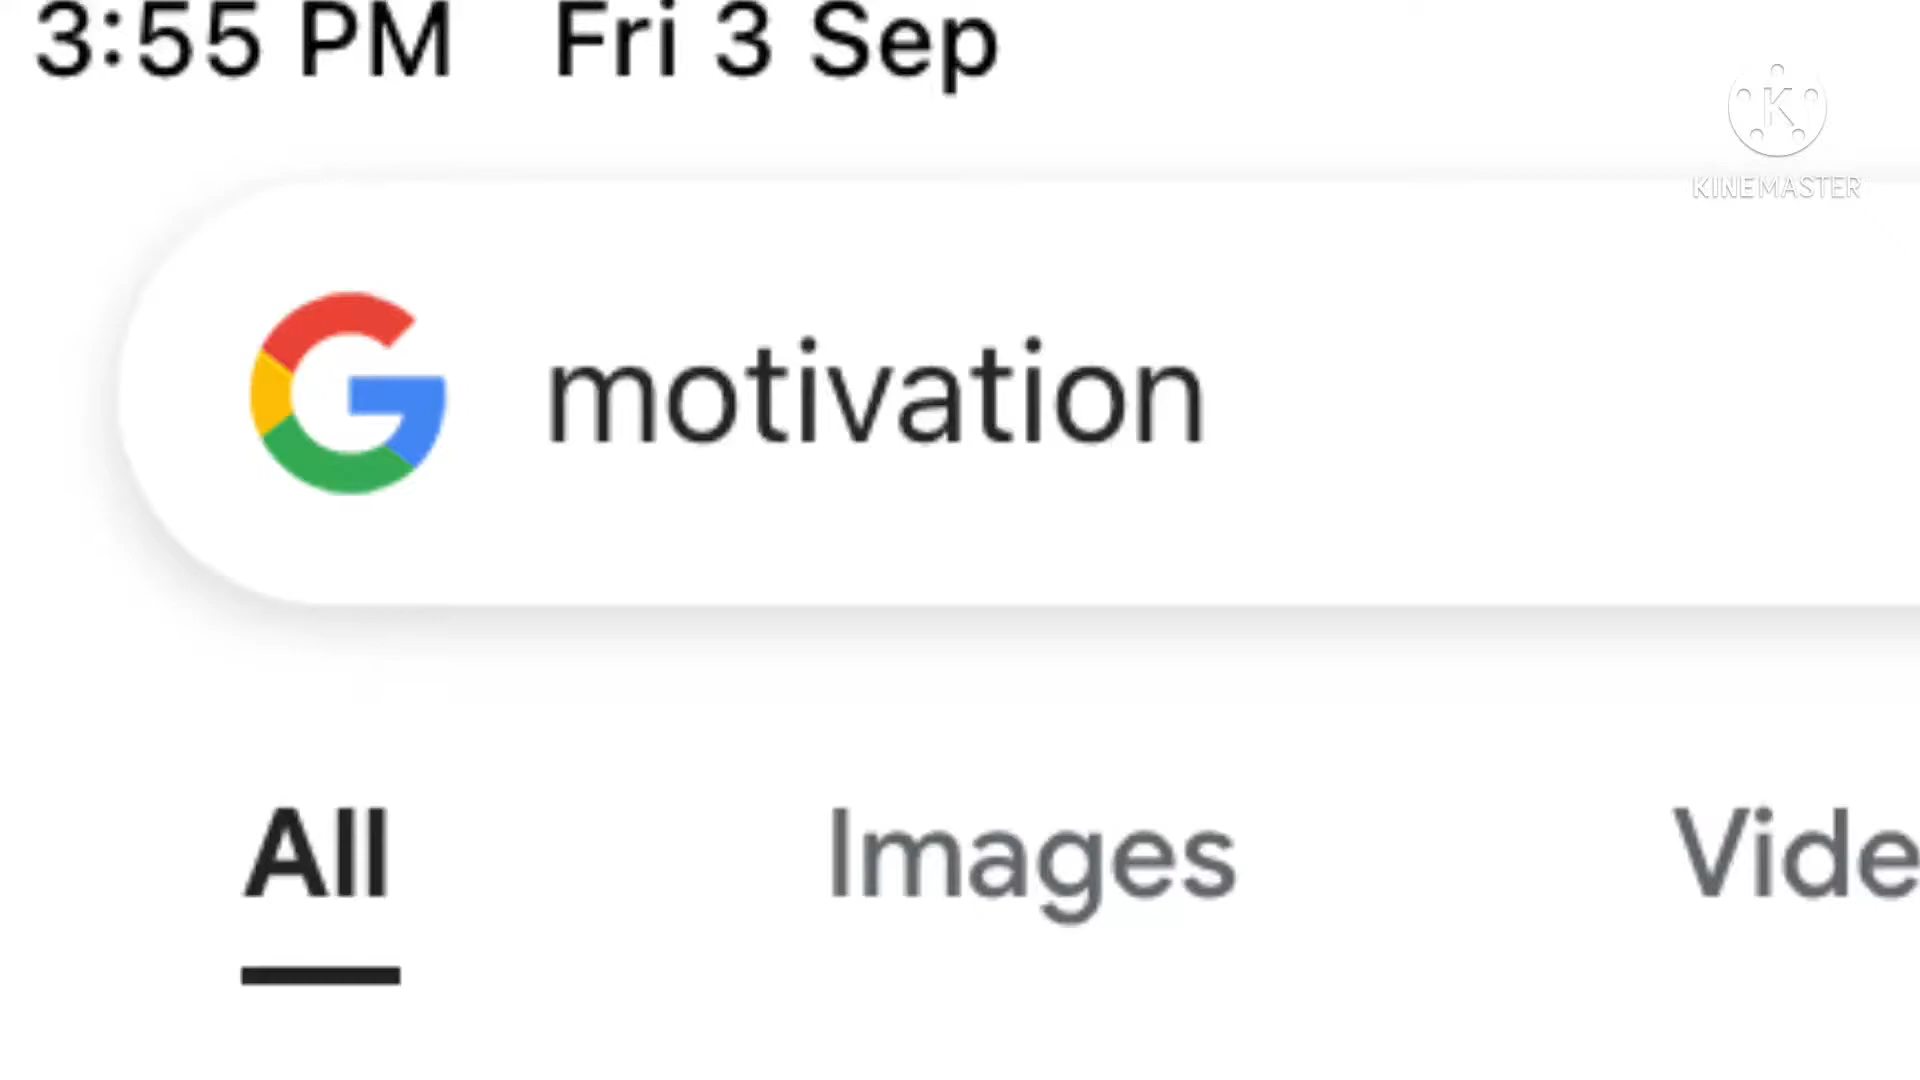 3:55 PM Fri 3 Sep
K
KINEMASTER
motivation
All Images Vide